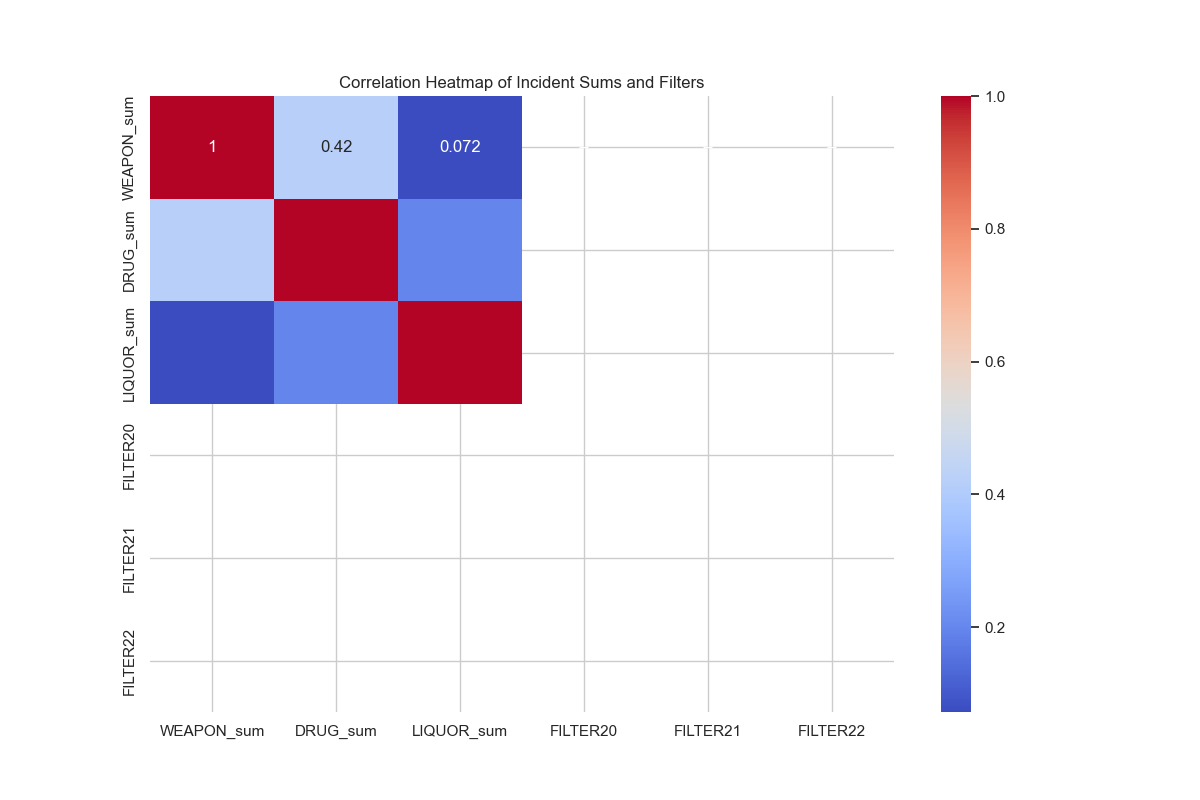 Correlation Heatmap of Incident Sums and Filters
WEAPON_sum
DRUG_sum
LIQUOR_sum
FILTER20
FILTER21
FILTER22
1 0.42 0.072
WEAPON_sum DRUG_sum LIQUOR_sum FILTER20 FILTER21 FILTER22
1.0
0.8
0.6
0.4
0.2